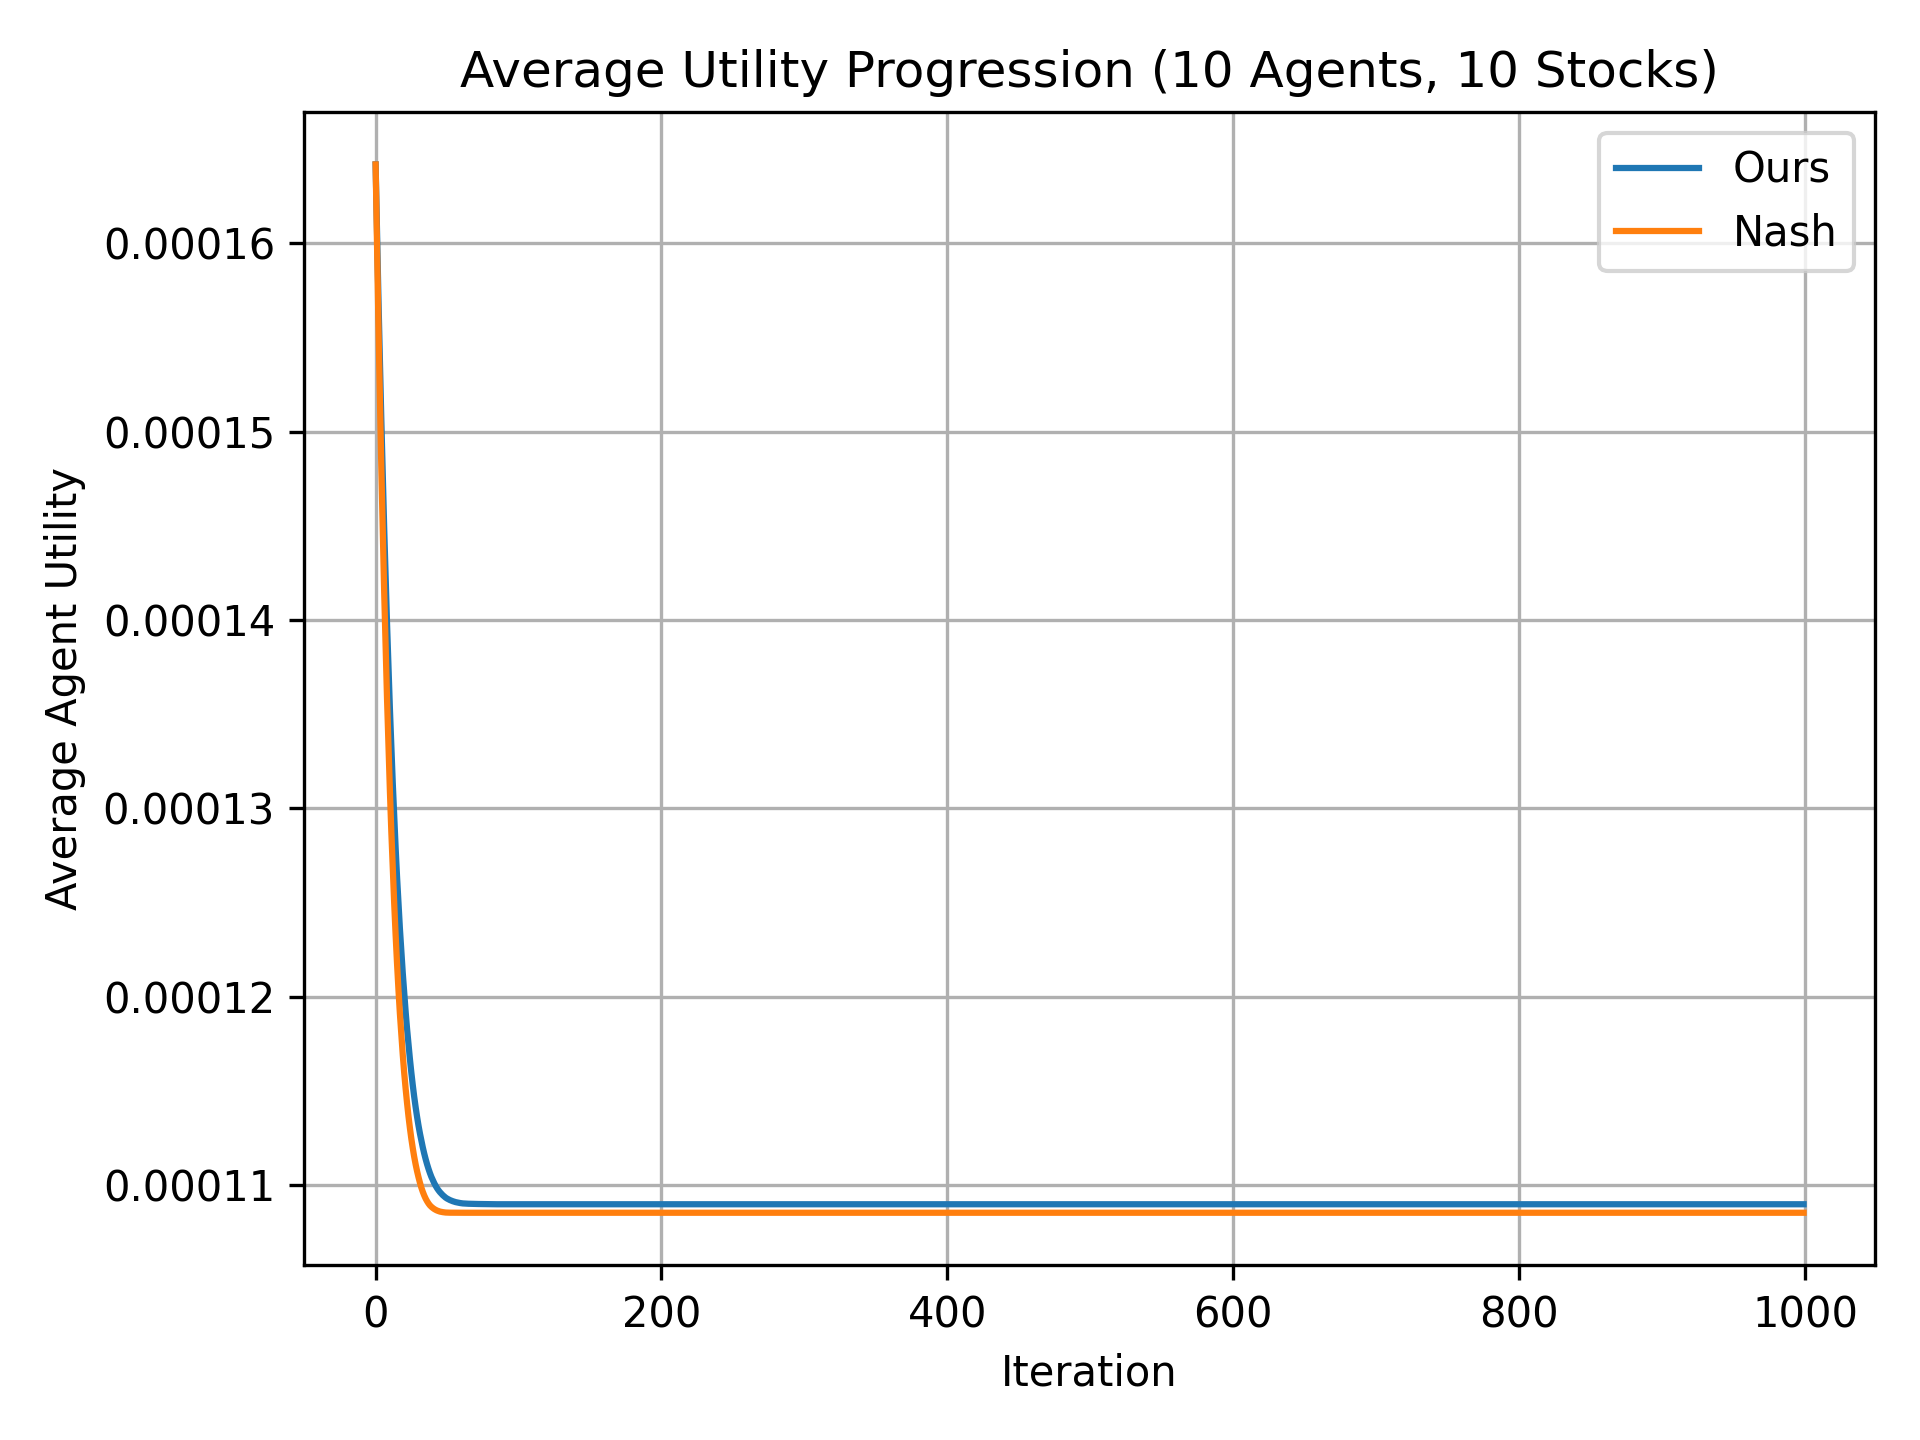 Average Utility Progression (10 Agents, 10 Stocks)
Ours
Nash
Average Agent Utility
0.00016
0.00015
0.00014
0.00013
0.00012
0.00011
0
200
400
600
800
1000
Iteration